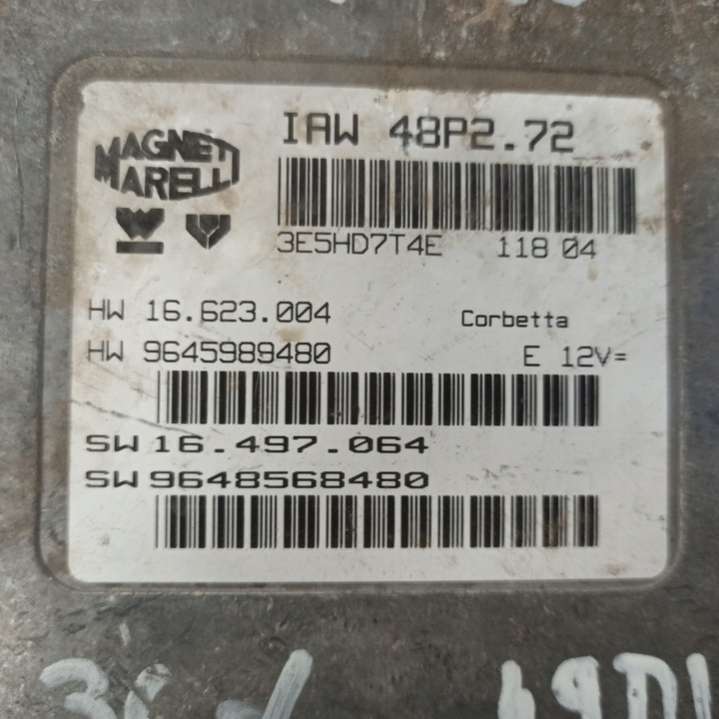 MAGNETI
MARELLI
IAW 48P2.72
3E5HD7T4E 118 04
HW 16.623.004 Corbetta
HW 9645989480 E 12V=
SW 16.497.064
SW 9648568480